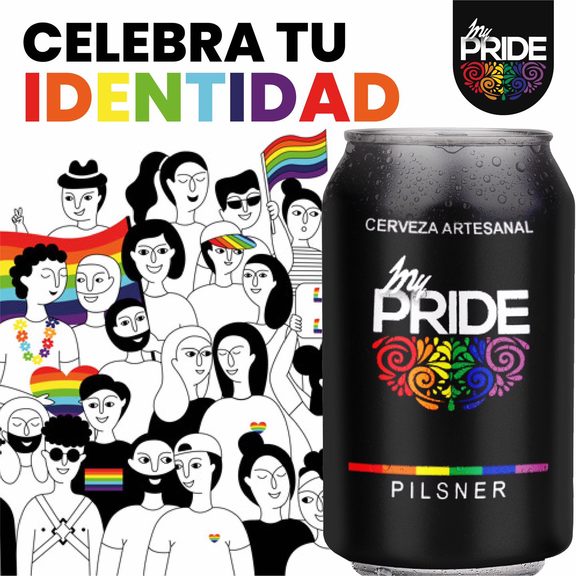 CELEBRA TU
IDENTIDAD
My
PRIDE
CERVEZA ARTESANAL
My
PRIDE
PILSNER